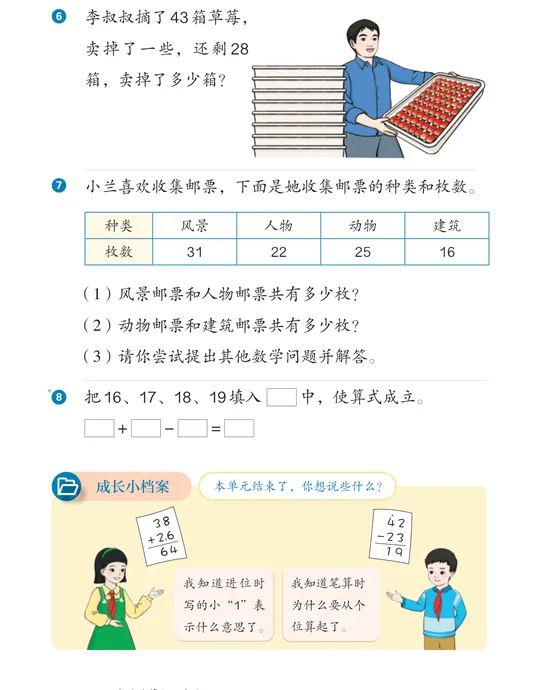 6 李叔叔摘了43箱草莓，
卖掉了一些，还剩28
箱，卖掉了多少箱？
7 小兰喜欢收集邮票，下面是她收集邮票的种类和枚数。
种类 风景 人物 动物 建筑
枚数 31 22 25 16
（1）风景邮票和人物邮票共有多少枚？
（2）动物邮票和建筑邮票共有多少枚？
（3）请你尝试提出其他数学问题并解答。
8 把16、17、18、19填入□中，使算式成立。
□+□−□=□
成长小档案 本单元结束了，你想说些什么？
38
+26
64
42
−23
19
我知道进位时
写的小“1”表
示什么意思了。
我知道笔算时
为什么要从个
位算起了。